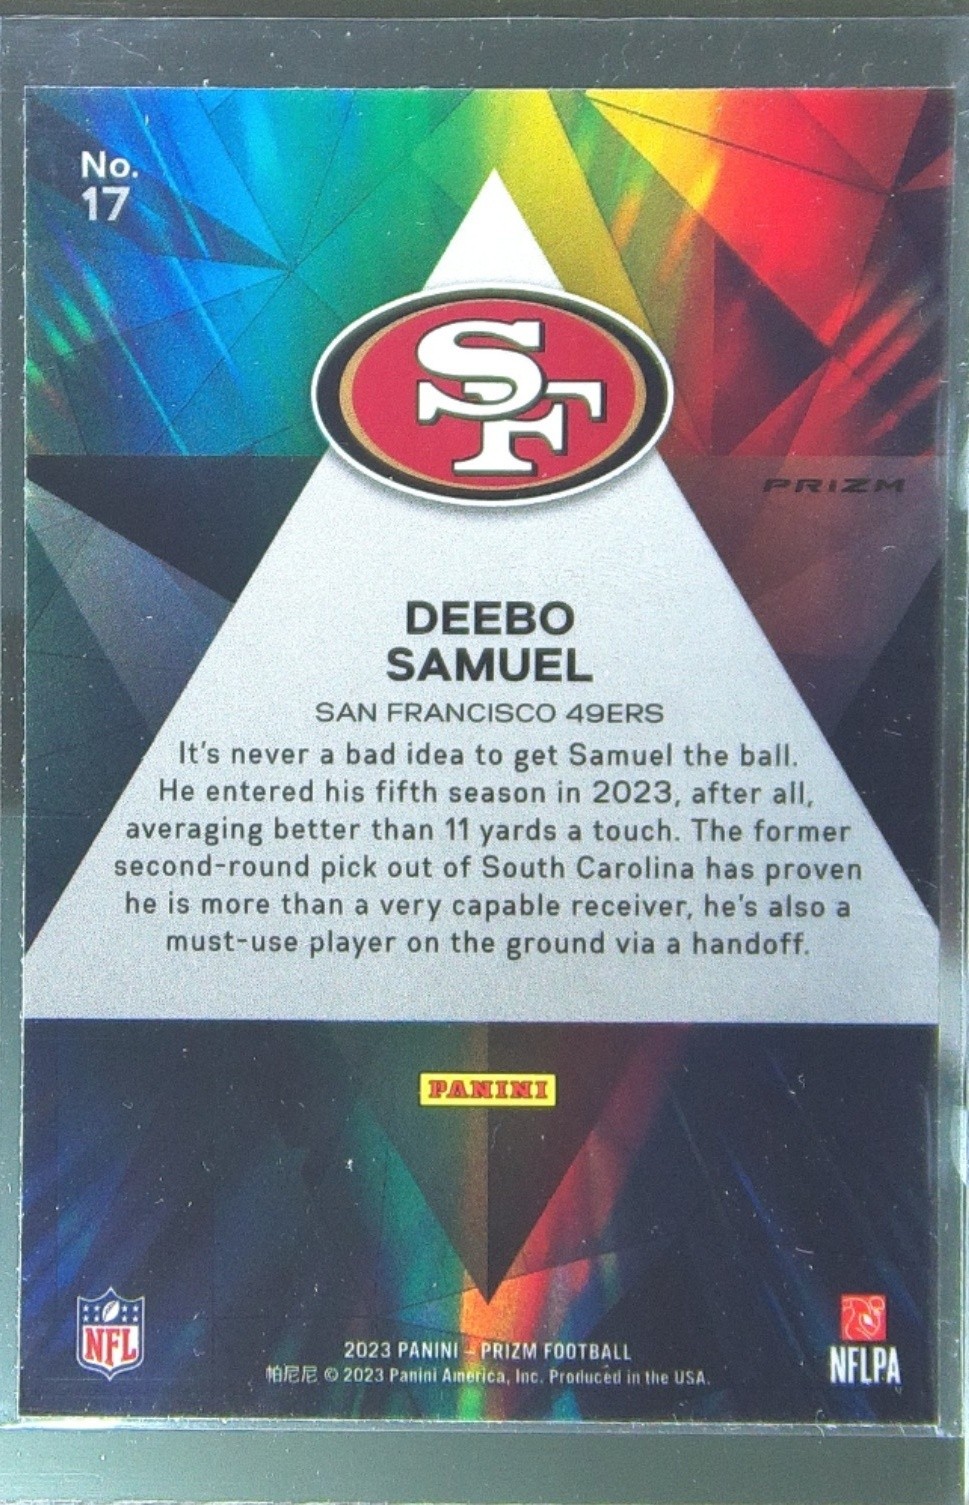 No.
17
SF
PRIZM
DEEBO
SAMUEL
SAN FRANCISCO 49ERS
It's never a bad idea to get Samuel the ball.
He entered his fifth season in 2023, after all,
averaging better than 11 yards a touch. The former
second-round pick out of South Carolina has proven
he is more than a very capable receiver, he's also a
must-use player on the ground via a handoff.
PANINI
NFL
NFLPA
2023 PANINI – PRIZM FOOTBALL
帕尼尼 © 2023 Panini America, Inc. Produced in the USA.